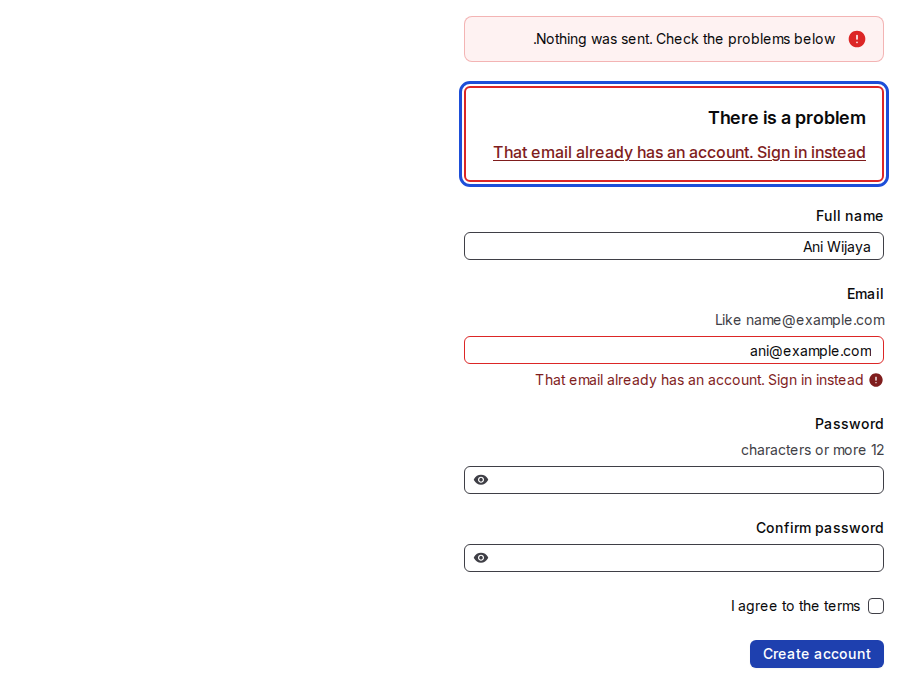 .Nothing was sent. Check the problems below
There is a problem
That email already has an account. Sign in instead
Full name
Ani Wijaya
Email
Like name@example.com
ani@example.com
That email already has an account. Sign in instead
Password
characters or more 12
Confirm password
I agree to the terms
Create account